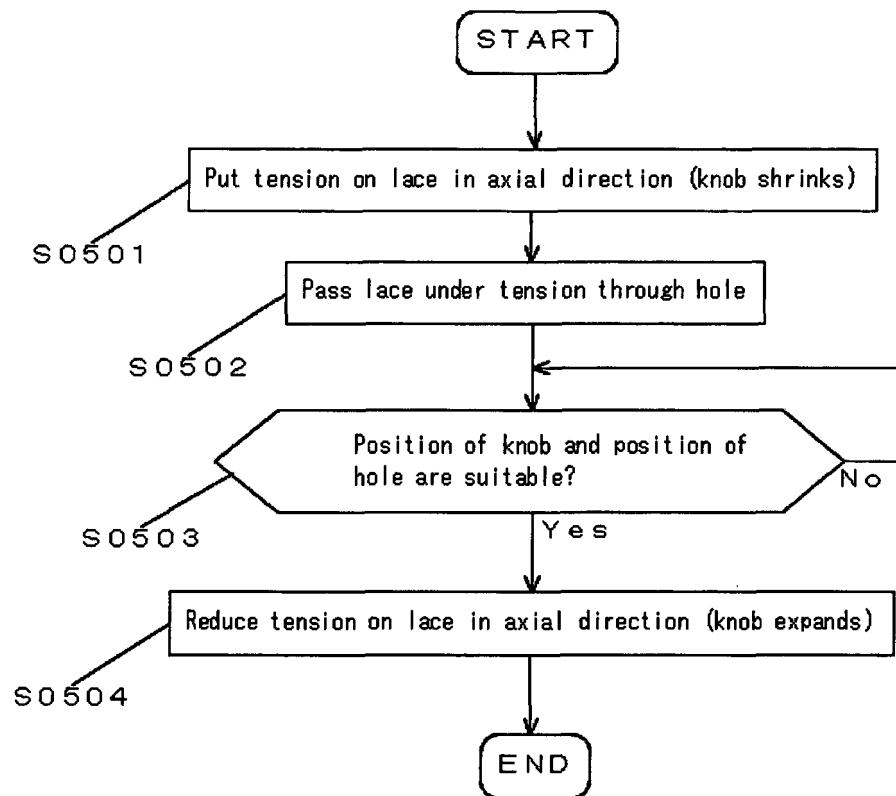 START
Put tension on lace in axial direction (knob shrinks)
S0501
Pass lace under tension through hole
S0502
Position of knob and position of
hole are suitable?
No
S0503
Yes
Reduce tension on lace in axial direction (knob expands)
S0504
END